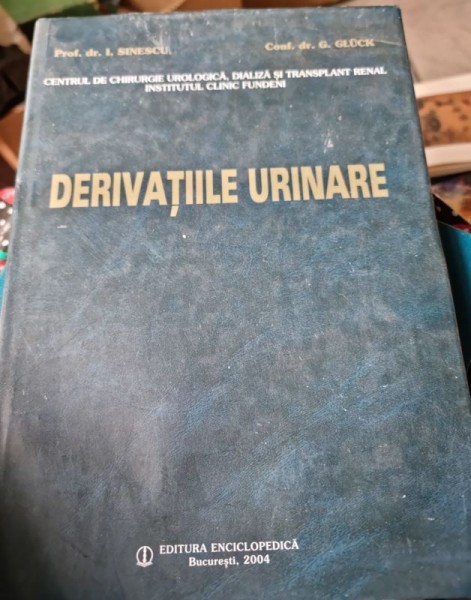 Prof. dr. I. SINESCU Conf. dr. G. GLÜCK
CENTRUL DE CHIRURGIE UROLOGICĂ, DIALIZĂ ȘI TRANSPLANT RENAL
INSTITUTUL CLINIC FUNDENI
DERIVAȚIILE URINARE
EDITURA ENCICLOPEDICĂ
București, 2004